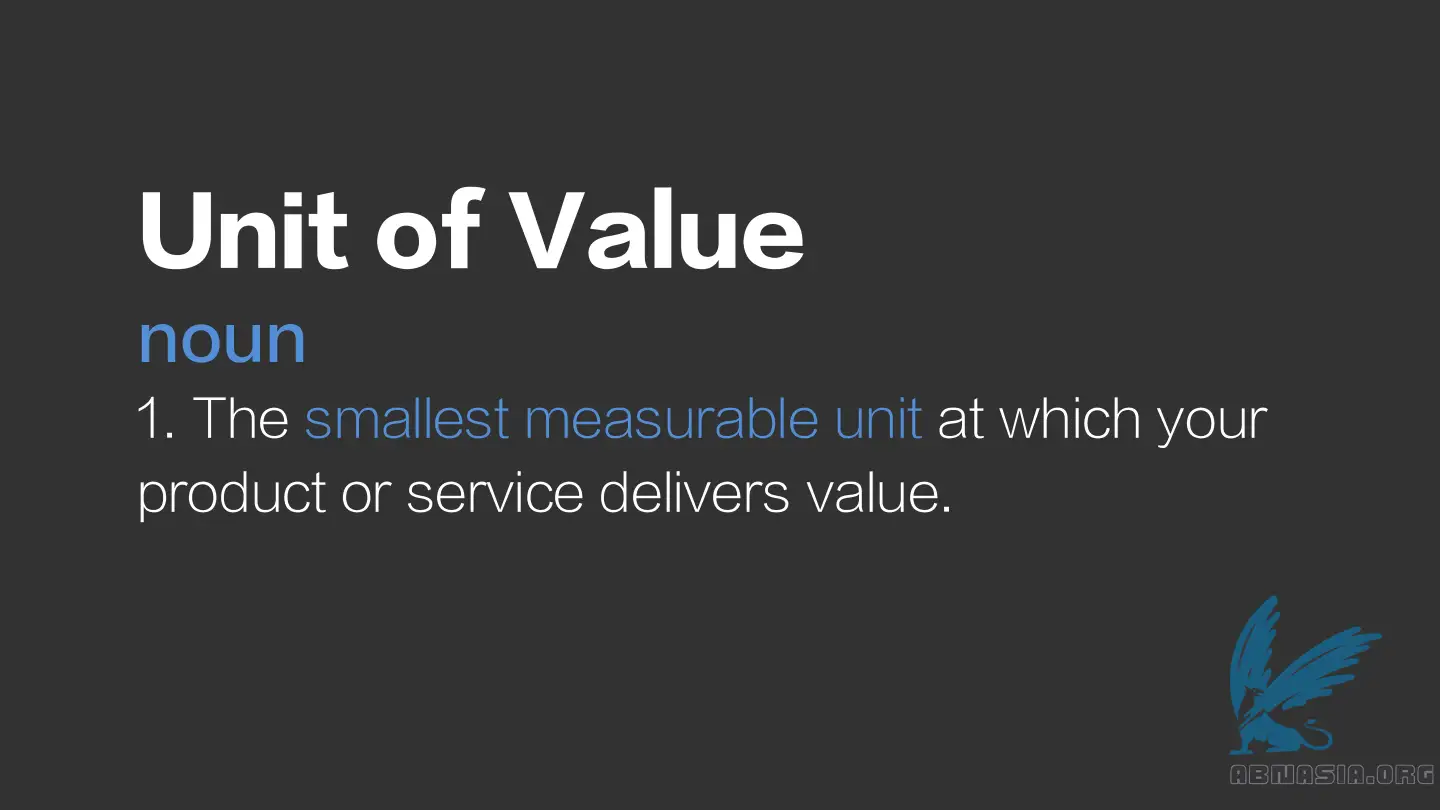 Unit of Value
noun
1. The smallest measurable unit at which your
product or service delivers value.
ABNASIA.ORG